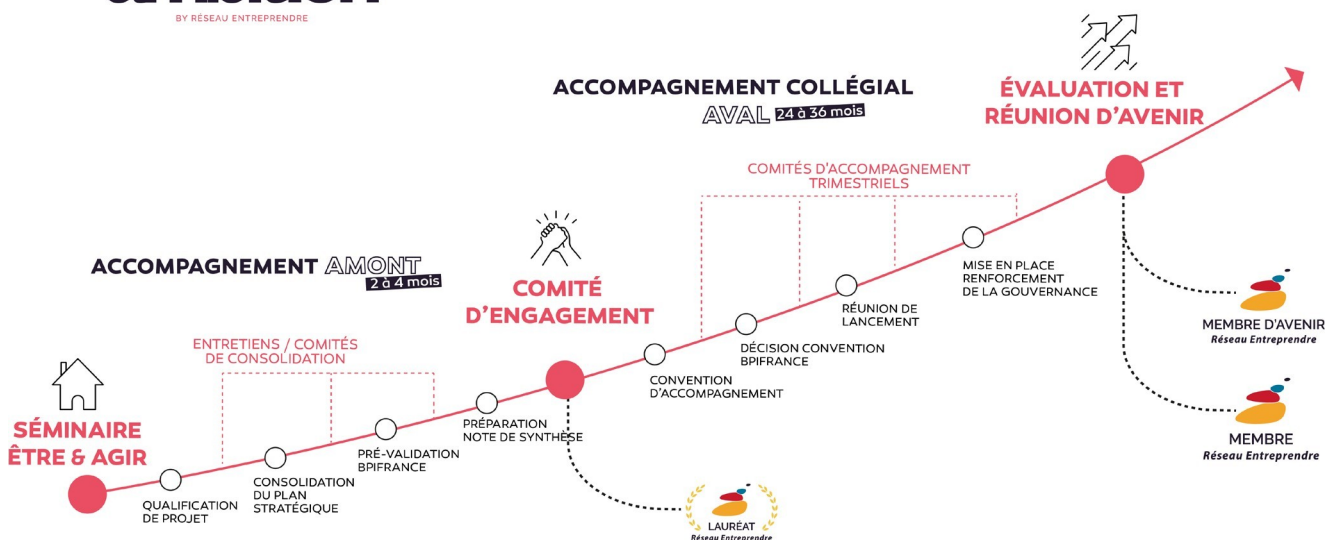 BY RÉSEAU ENTREPRENDRE
ACCOMPAGNEMENT COLLÉGIAL
AVAL 24 à 36 mois
ÉVALUATION ET
RÉUNION D'AVENIR
COMITÉS D'ACCOMPAGNEMENT
TRIMESTRIELS
ACCOMPAGNEMENT AMONT
2 à 4 mois
COMITÉ
D'ENGAGEMENT
ENTRETIENS / COMITÉS
DE CONSOLIDATION
SÉMINAIRE
ÊTRE & AGIR
QUALIFICATION
DE PROJET
CONSOLIDATION
DU PLAN
STRATÉGIQUE
PRÉ-VALIDATION
BPIFRANCE
PRÉPARATION
NOTE DE SYNTHÈSE
CONVENTION
D'ACCOMPAGNEMENT
DÉCISION CONVENTION
BPIFRANCE
RÉUNION DE
LANCEMENT
MISE EN PLACE
RENFORCEMENT
DE LA GOUVERNANCE
MEMBRE D'AVENIR
Réseau Entreprendre
MEMBRE
Réseau Entreprendre
LAURÉAT
Réseau Entreprendre